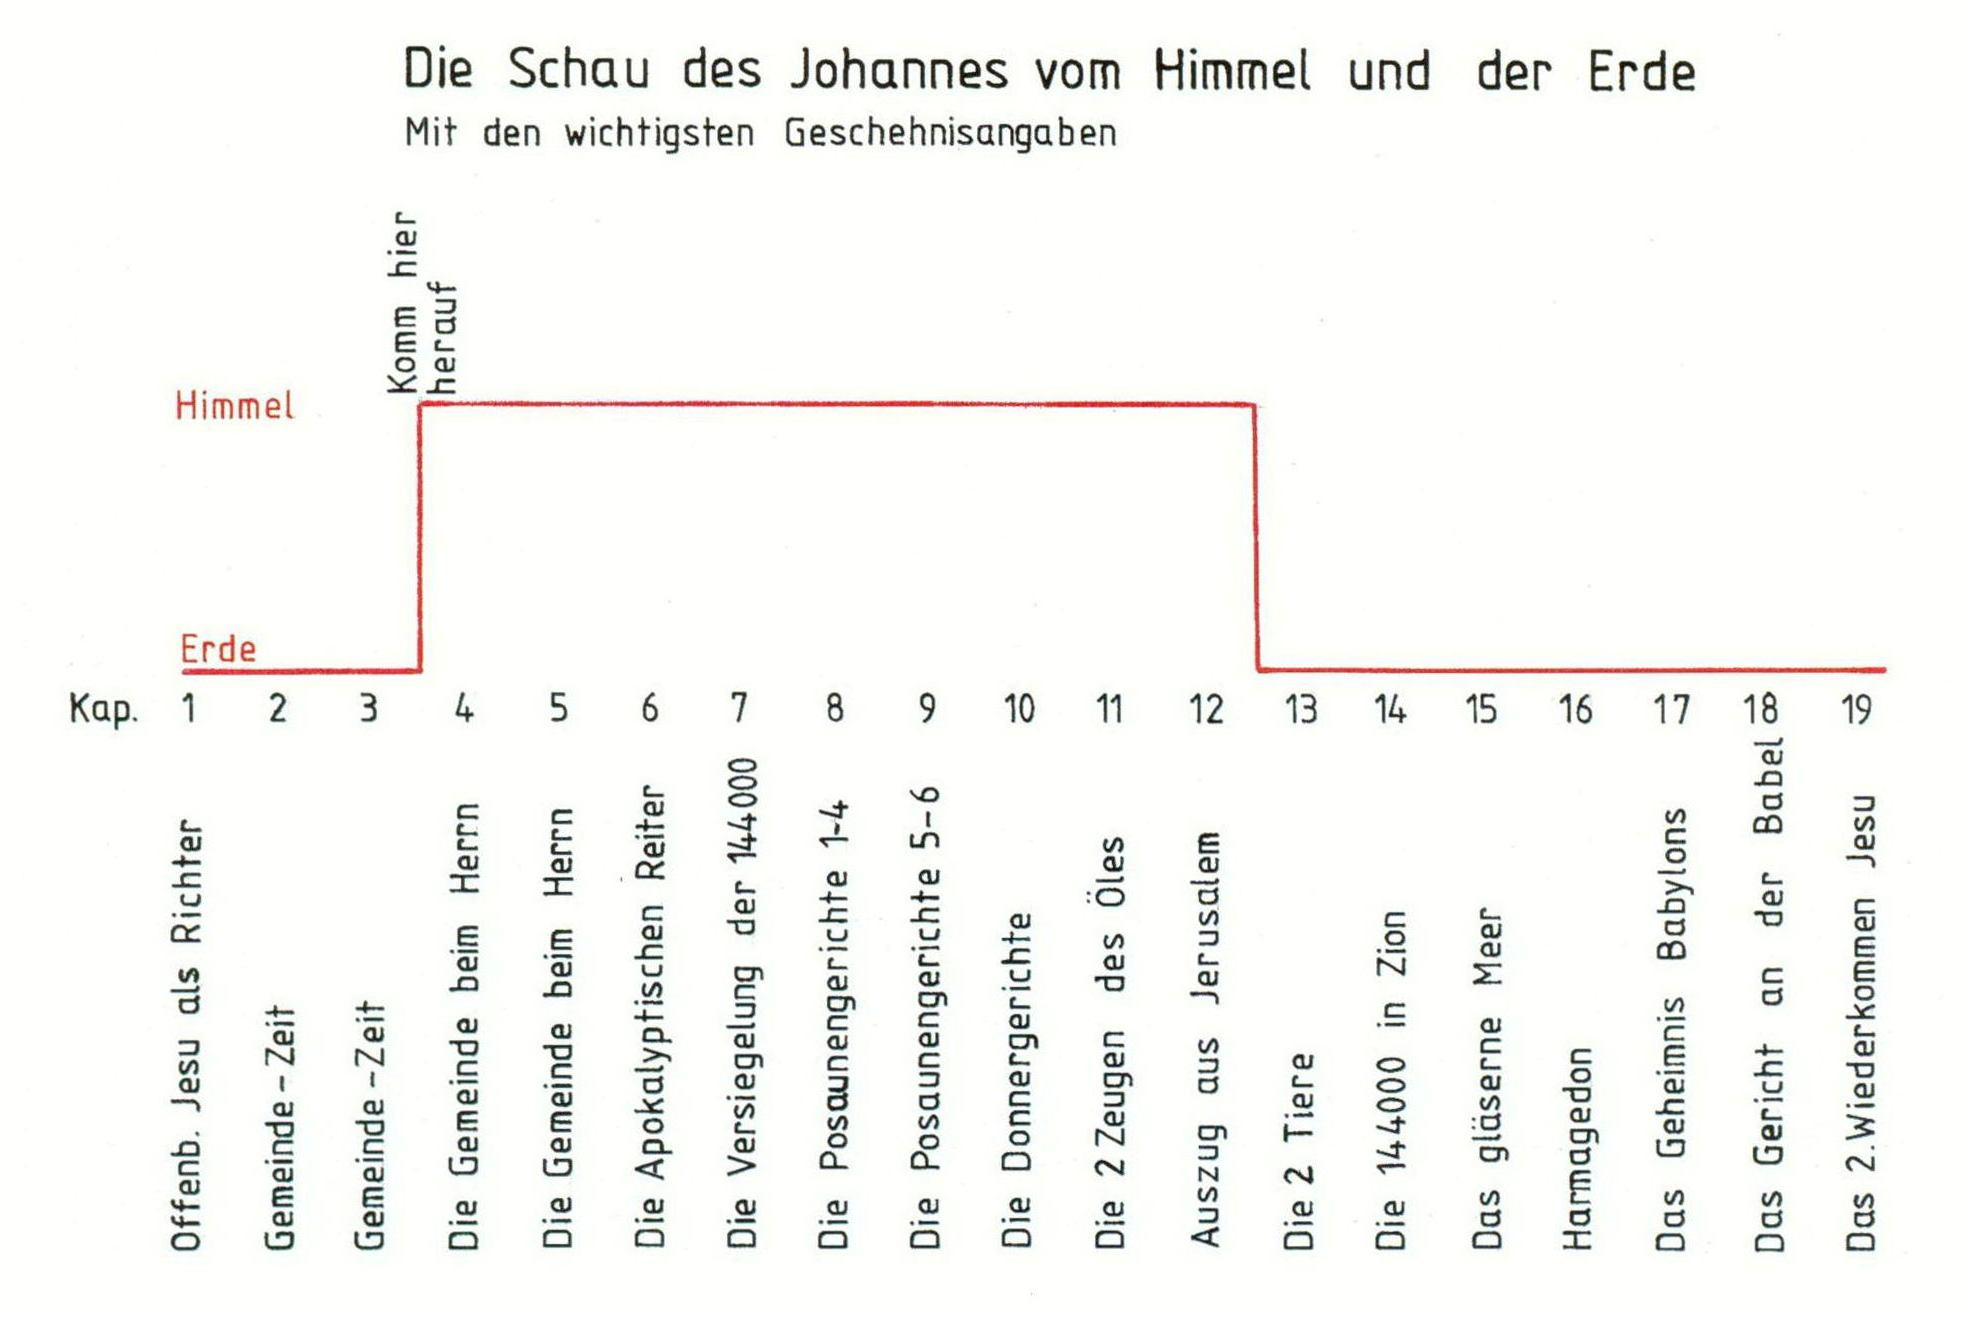 Die Schau des Johannes vom Himmel und der Erde
Mit den wichtigsten Geschehnisangaben
Komm hier
herauf
Himmel
Erde
Kap. 1 2 3 4 5 6 7 8 9 10 11 12 13 14 15 16 17 18 19
Offenb. Jesu als Richter
Gemeinde-Zeit
Gemeinde-Zeit
Die Gemeinde beim Herrn
Die Gemeinde beim Herrn
Die Apokalyptischen Reiter
Die Versiegelung der 144000
Die Posaunengerichte 1-4
Die Posaunengerichte 5-6
Die Donnergerichte
Die 2 Zeugen des Öles
Auszug aus Jerusalem
Die 2 Tiere
Die 144000 in Zion
Das gläserne Meer
Harmagedon
Das Geheimnis Babylons
Das Gericht an der Babel
Das 2. Wiederkommen Jesu